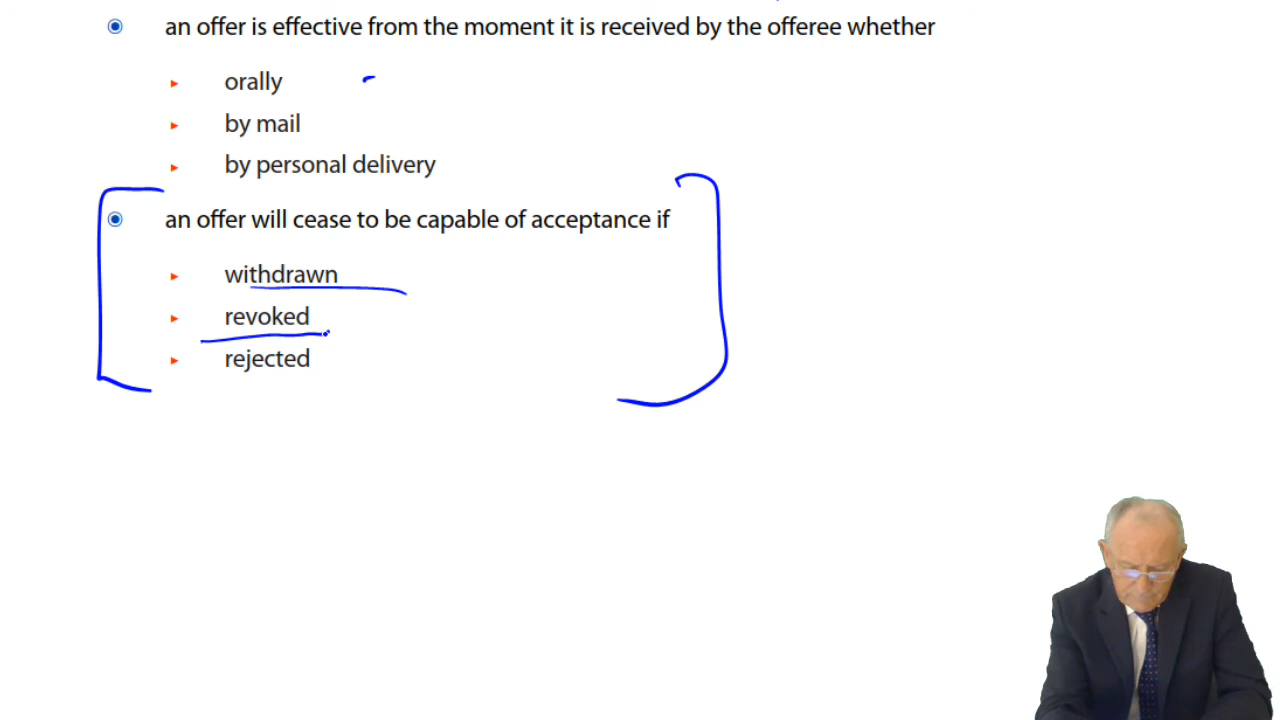 an offer is effective from the moment it is received by the offeree whether
orally
by mail
by personal delivery
an offer will cease to be capable of acceptance if
withdrawn
revoked
rejected